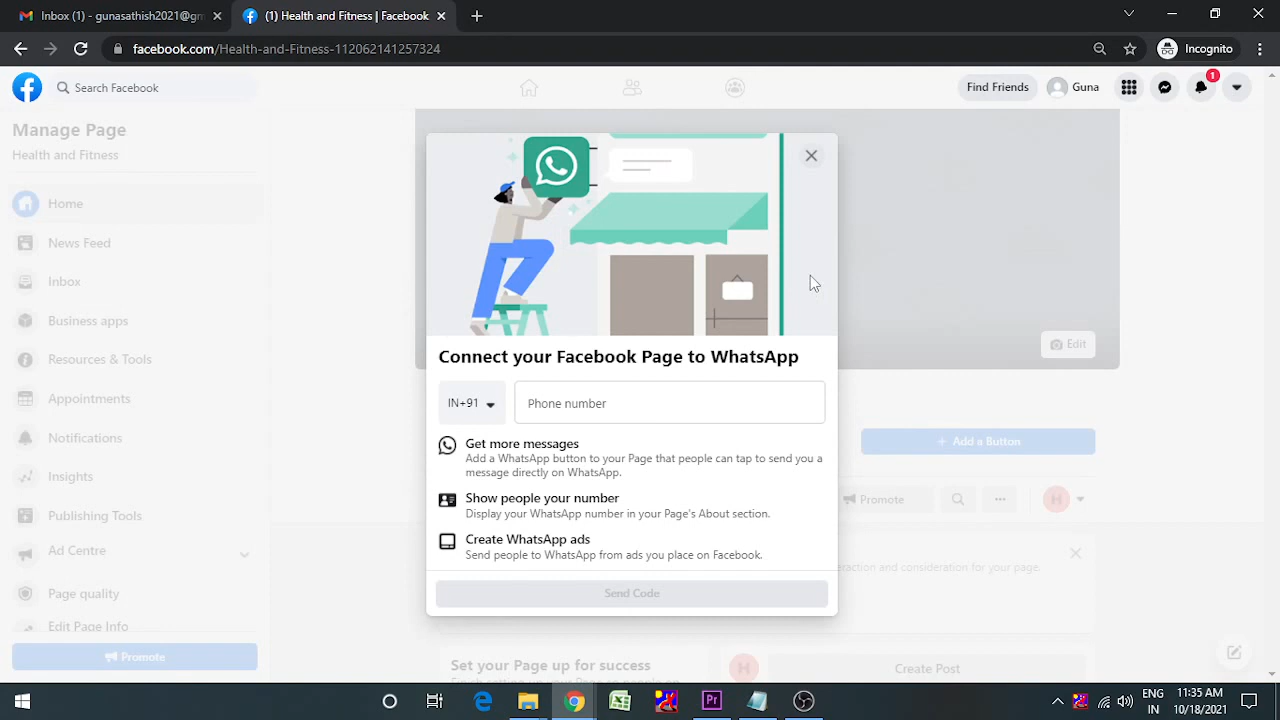 Inbox (1) - gunasathish2021@gm
(1) Health and Fitness | Facebook
facebook.com/Health-and-Fitness-112062141257324
Incognito
Search Facebook
Find Friends
Guna
1
Manage Page
Health and Fitness
Home
News Feed
Inbox
Business apps
Resources & Tools
Appointments
Notifications
Insights
Publishing Tools
Ad Centre
Page quality
Edit Page Info
Promote
Connect your Facebook Page to WhatsApp
IN+91
Phone number
Get more messages
Add a WhatsApp button to your Page that people can tap to send you a
message directly on WhatsApp.
Show people your number
Display your WhatsApp number in your Page's About section.
Create WhatsApp ads
Send people to WhatsApp from ads you place on Facebook.
Send Code
Edit
+ Add a Button
Promote
H
and consideration for your page.
Set your Page up for success
H
Create Post
ENG
IN
11:35 AM
10/18/2021